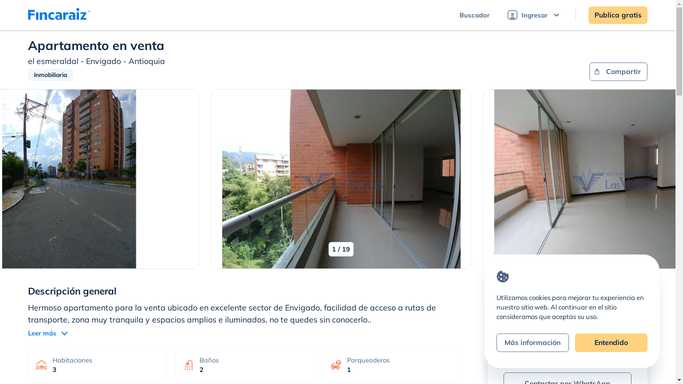 Fincaraiz
Buscador
Ingresar
Publica gratis
Apartamento en venta
el esmeraldal - Envigado - Antioquia
Inmobiliaria
Compartir
1 / 19
Descripción general
Hermoso apartamento para la venta ubicado en excelente sector de Envigado, facilidad de acceso a rutas de
transporte, zona muy tranquila y espacios amplios e iluminados, no te quedes sin conocerlo..
Leer más
Habitaciones
3
Baños
2
Parqueaderos
1
Utilizamos cookies para mejorar tu experiencia en
nuestro sitio web. Al continuar en el sitio
consideramos que aceptas su uso.
Más información
Entendido
Contactar por WhatsApp